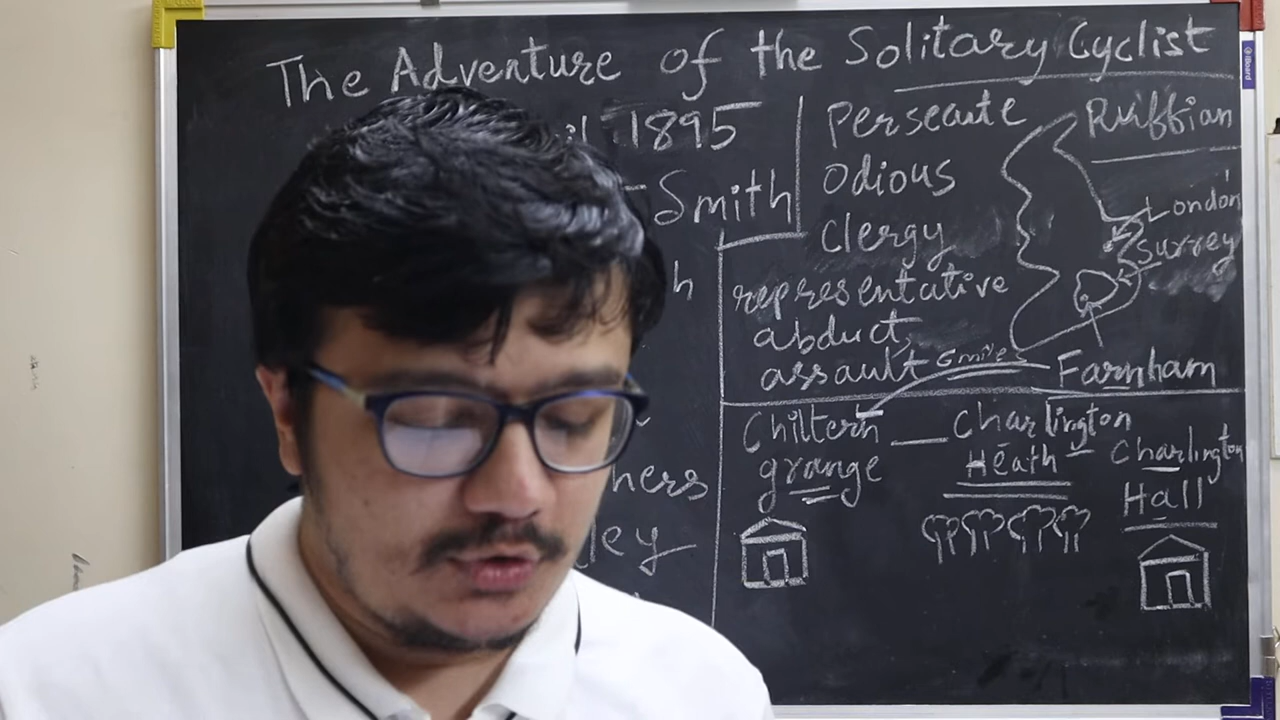 The Adventure of the Solitary Cyclist
1895
Smith
h
hers
ley
Persecute
Odious
Clergy
representative
abduct,
assault
Ruffian
London
Surrey
6 miles
Farnham
Chiltern
grange
Charlington
Heath
Charlington
Hall